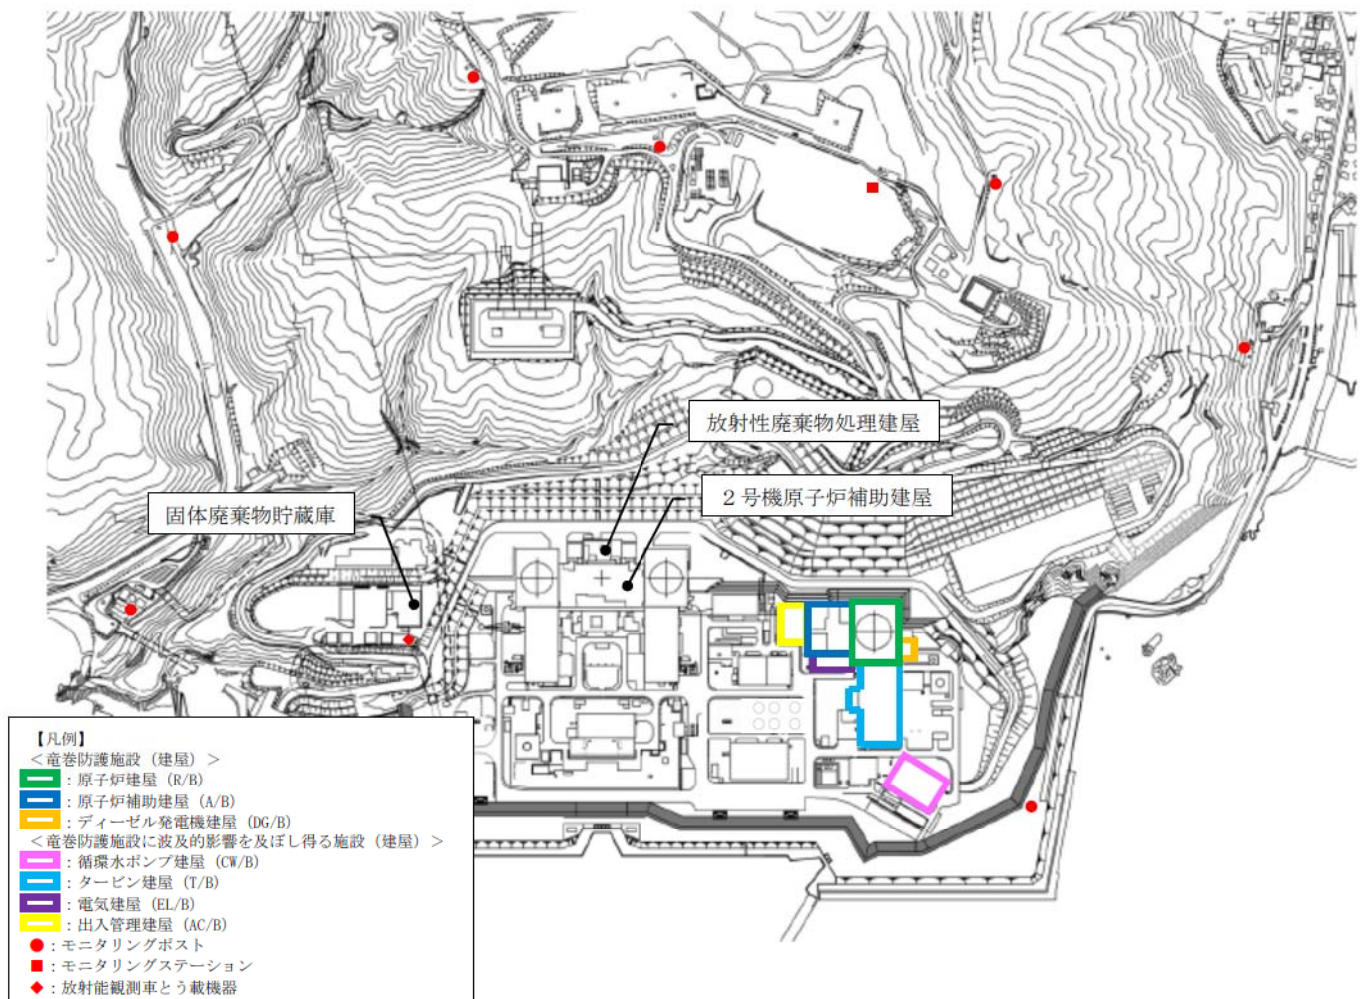 放射性廃棄物処理建屋
２号機原子炉補助建屋
固体廃棄物貯蔵庫
【凡例】
＜竜巻防護施設（建屋）＞
：原子炉建屋（R/B）
：原子炉補助建屋（A/B）
：ディーゼル発電機建屋（DG/B）
＜竜巻防護施設に波及的影響を及ぼし得る施設（建屋）＞
：循環水ポンプ建屋（CW/B）
：タービン建屋（T/B）
：電気建屋（EL/B）
：出入管理建屋（AC/B）
：モニタリングポスト
：モニタリングステーション
：放射能観測車とう載機器